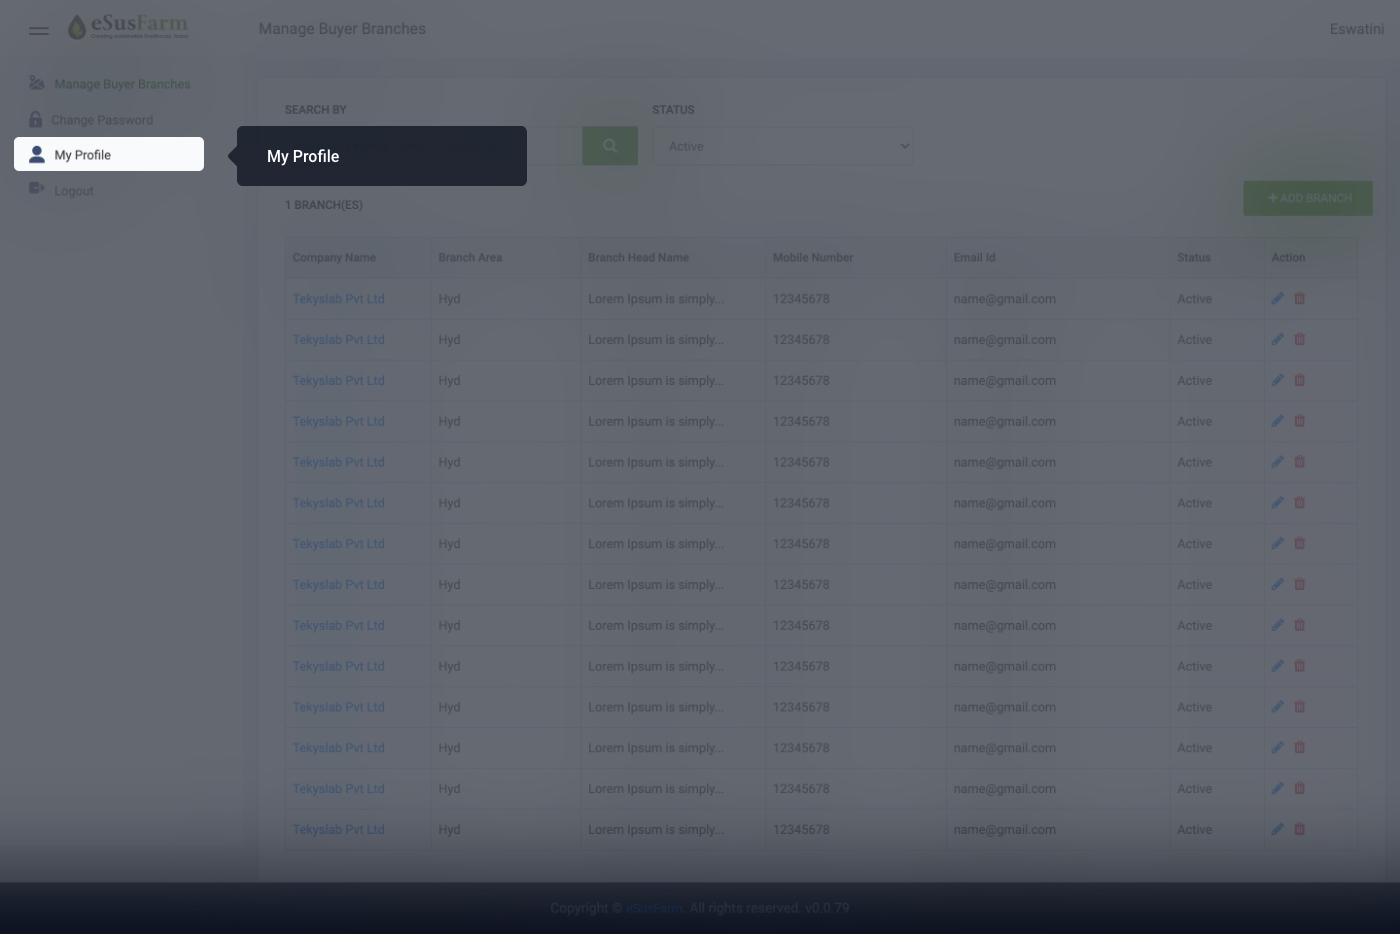 eSusFarm
Creating sustainable livelihoods, today
Manage Buyer Branches
Eswatini
Manage Buyer Branches
Change Password
My Profile
Logout
My Profile
SEARCH BY
STATUS
Active
1 BRANCH(ES)
+ ADD BRANCH
Company Name Branch Area Branch Head Name Mobile Number Email Id Status Action
Tekyslab Pvt Ltd Hyd Lorem Ipsum is simply... 12345678 name@gmail.com Active
Tekyslab Pvt Ltd Hyd Lorem Ipsum is simply... 12345678 name@gmail.com Active
Tekyslab Pvt Ltd Hyd Lorem Ipsum is simply... 12345678 name@gmail.com Active
Tekyslab Pvt Ltd Hyd Lorem Ipsum is simply... 12345678 name@gmail.com Active
Tekyslab Pvt Ltd Hyd Lorem Ipsum is simply... 12345678 name@gmail.com Active
Tekyslab Pvt Ltd Hyd Lorem Ipsum is simply... 12345678 name@gmail.com Active
Tekyslab Pvt Ltd Hyd Lorem Ipsum is simply... 12345678 name@gmail.com Active
Tekyslab Pvt Ltd Hyd Lorem Ipsum is simply... 12345678 name@gmail.com Active
Tekyslab Pvt Ltd Hyd Lorem Ipsum is simply... 12345678 name@gmail.com Active
Tekyslab Pvt Ltd Hyd Lorem Ipsum is simply... 12345678 name@gmail.com Active
Tekyslab Pvt Ltd Hyd Lorem Ipsum is simply... 12345678 name@gmail.com Active
Tekyslab Pvt Ltd Hyd Lorem Ipsum is simply... 12345678 name@gmail.com Active
Tekyslab Pvt Ltd Hyd Lorem Ipsum is simply... 12345678 name@gmail.com Active
Tekyslab Pvt Ltd Hyd Lorem Ipsum is simply... 12345678 name@gmail.com Active
Copyright © eSusFarm. All rights reserved. v0.0.79